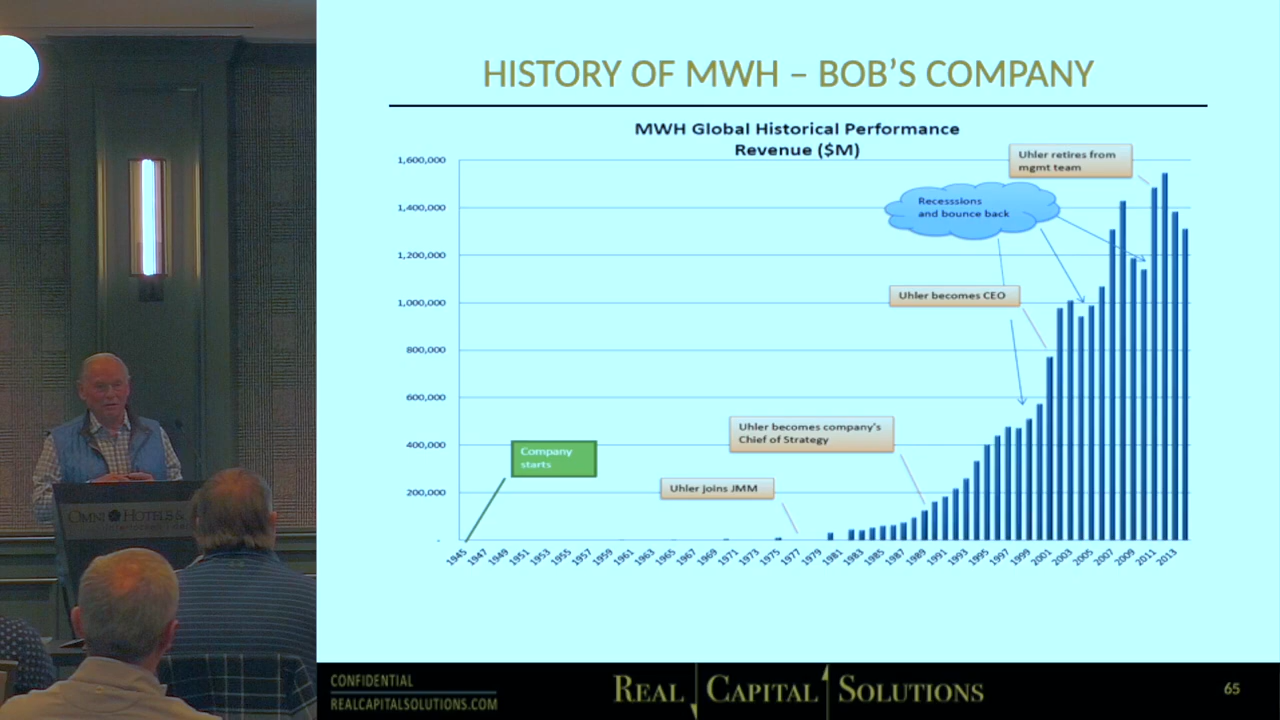 HISTORY OF MWH – BOB'S COMPANY
MWH Global Historical Performance
Revenue ($M)
1,600,000
1,400,000
1,200,000
1,000,000
800,000
600,000
400,000
200,000
-
Uhler retires from
mgmt team
Recesssions
and bounce back
Uhler becomes CEO
Uhler becomes company's
Chief of Strategy
Company
starts
Uhler joins JMM
1945
1947
1949
1951
1953
1955
1957
1959
1961
1963
1965
1967
1969
1971
1973
1975
1977
1979
1981
1983
1985
1987
1989
1991
1993
1995
1997
1999
2001
2003
2005
2007
2009
2011
2013
OMNI HOTELS &
CONFIDENTIAL
REALCAPITALSOLUTIONS.COM
REAL CAPITAL SOLUTIONS
65